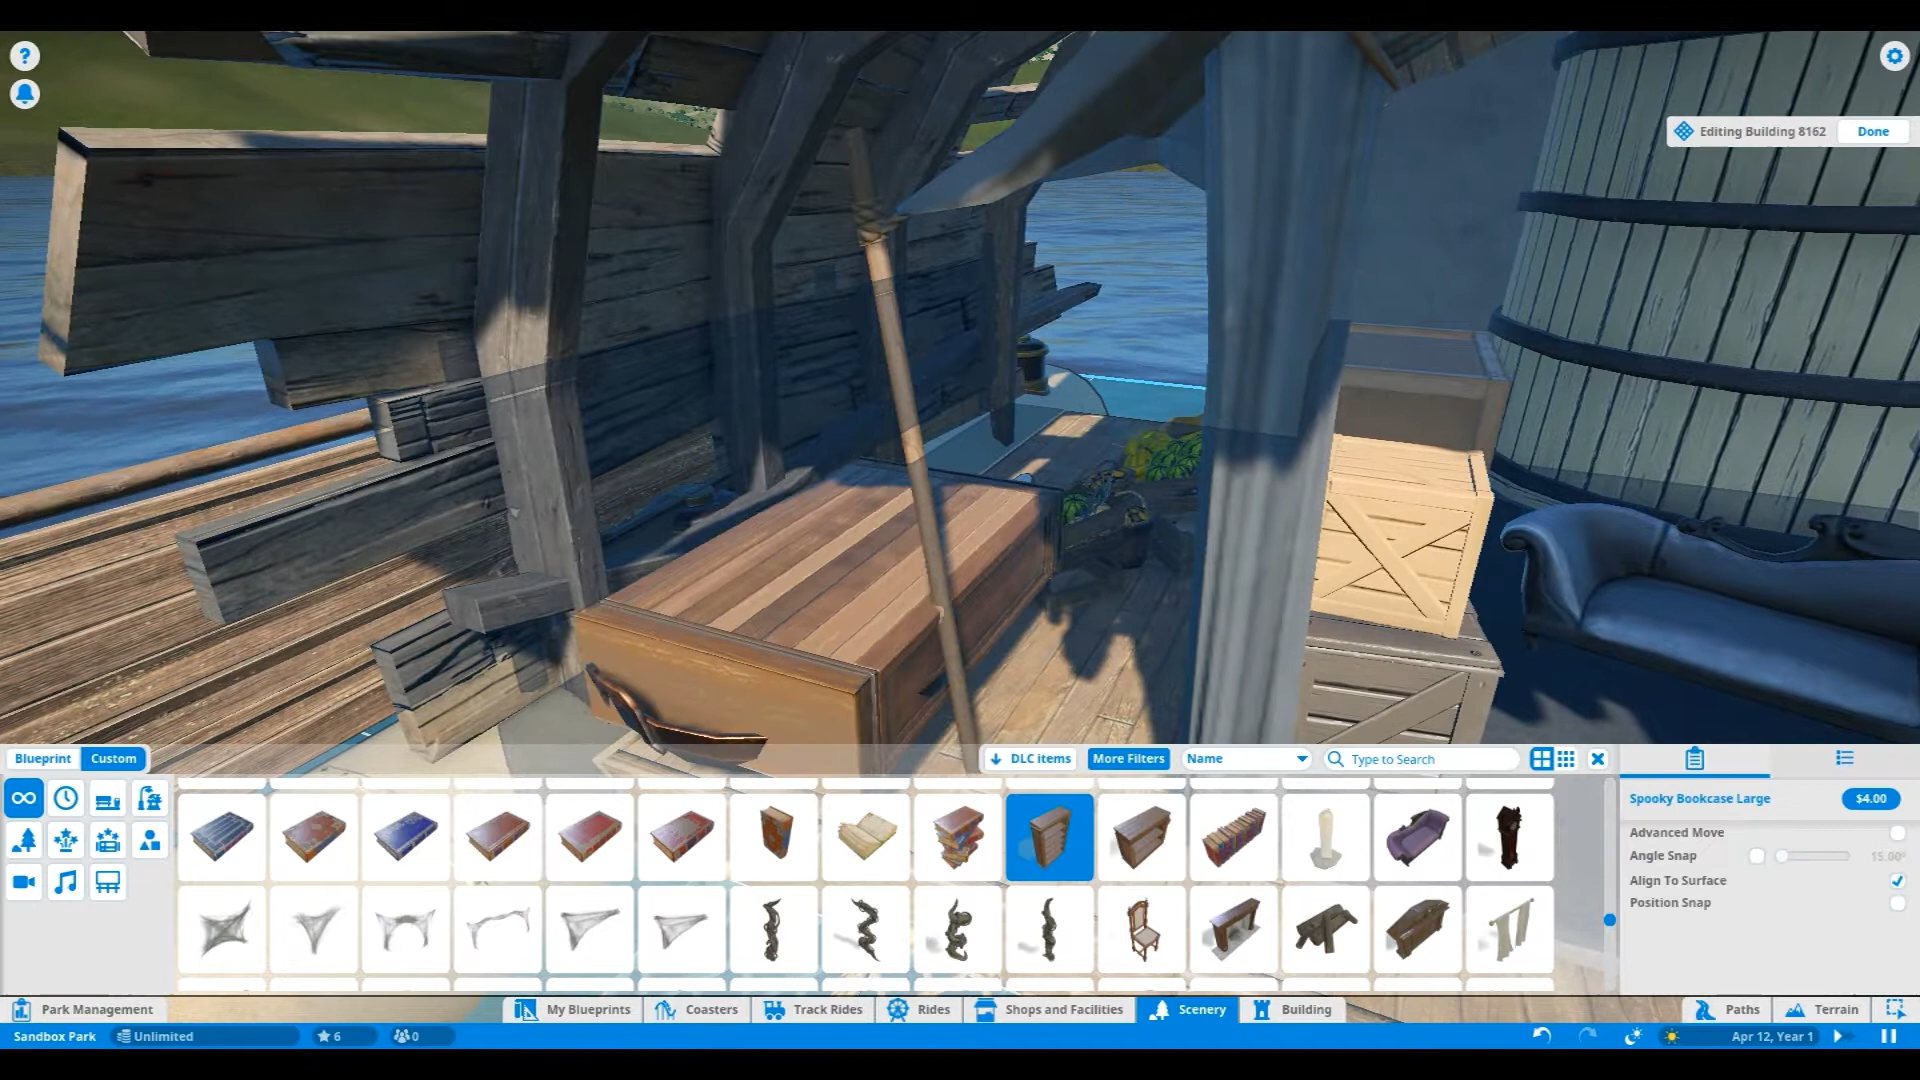 ?
Editing Building 8162
Done
Blueprint
Custom
DLC items
More Filters
Name
Type to Search
Spooky Bookcase Large
$4.00
Advanced Move
Angle Snap
15.00°
Align To Surface
Position Snap
Park Management
My Blueprints
Coasters
Track Rides
Rides
Shops and Facilities
Scenery
Building
Paths
Terrain
Sandbox Park
Unlimited
6
0
Apr 12, Year 1